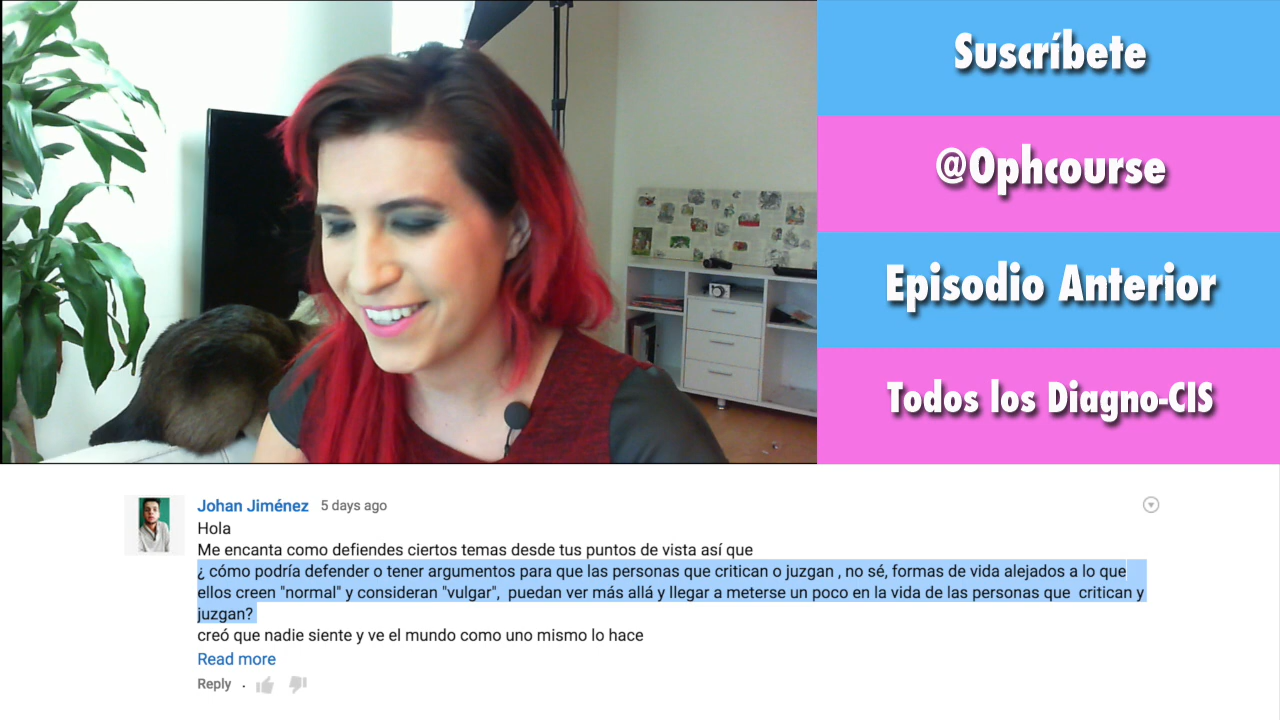 Suscríbete
@Ophcourse
Episodio Anterior
Todos los Diagno-CIS
Johan Jiménez 5 days ago
Hola
Me encanta como defiendes ciertos temas desde tus puntos de vista así que
¿ cómo podría defender o tener argumentos para que las personas que critican o juzgan , no sé, formas de vida alejados a lo que
ellos creen "normal" y consideran "vulgar", puedan ver más allá y llegar a meterse un poco en la vida de las personas que critican y
juzgan?
creó que nadie siente y ve el mundo como uno mismo lo hace
Read more
Reply .